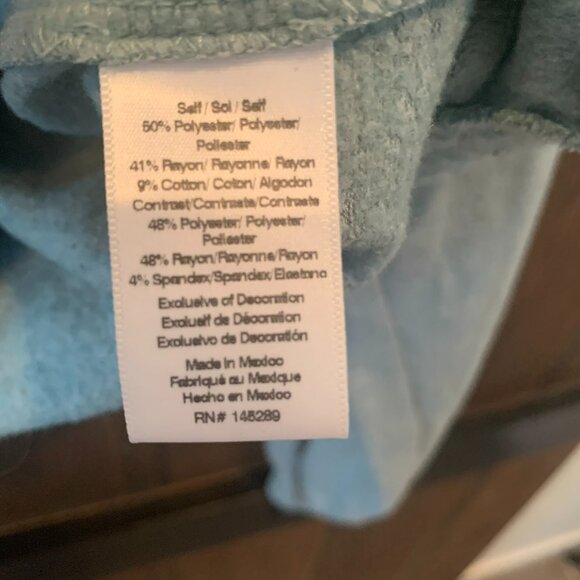 Self / Soi / Self
50% Polyester/ Polyester/
Poliester
41% Rayon/ Rayonne/ Rayon
9% Cotton/ Coton/ Algodon
Contrast/Contraste/Contraste
48% Polyester/ Polyester/
Poliester
48% Rayon/Rayonne/Rayon
4% Spandex/Spandex/Elastano
Exclusive of Decoration
Exclusif de Décoration
Exclusivo de Decoratión
Made in Mexico
Fabriqué au Mexique
Hecho en Mexico
RN# 145289